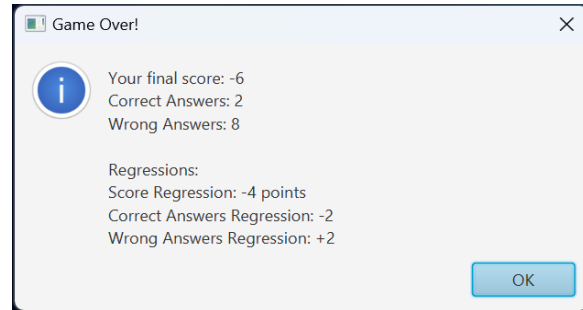 Game Over!
Your final score: -6
Correct Answers: 2
Wrong Answers: 8
Regressions:
Score Regression: -4 points
Correct Answers Regression: -2
Wrong Answers Regression: +2
OK